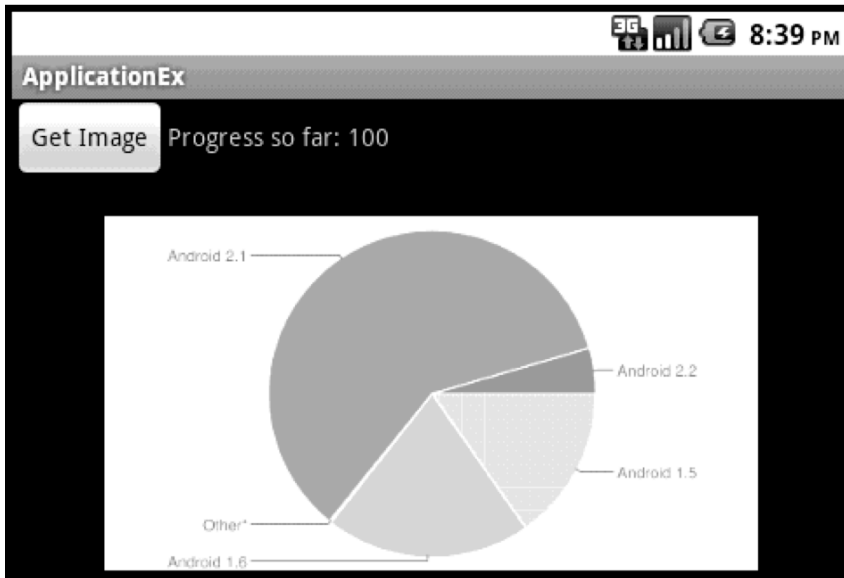 3G 8:39 PM
ApplicationEx
Get Image Progress so far: 100
Android 2.1
Android 2.2
Android 1.5
Other*
Android 1.6